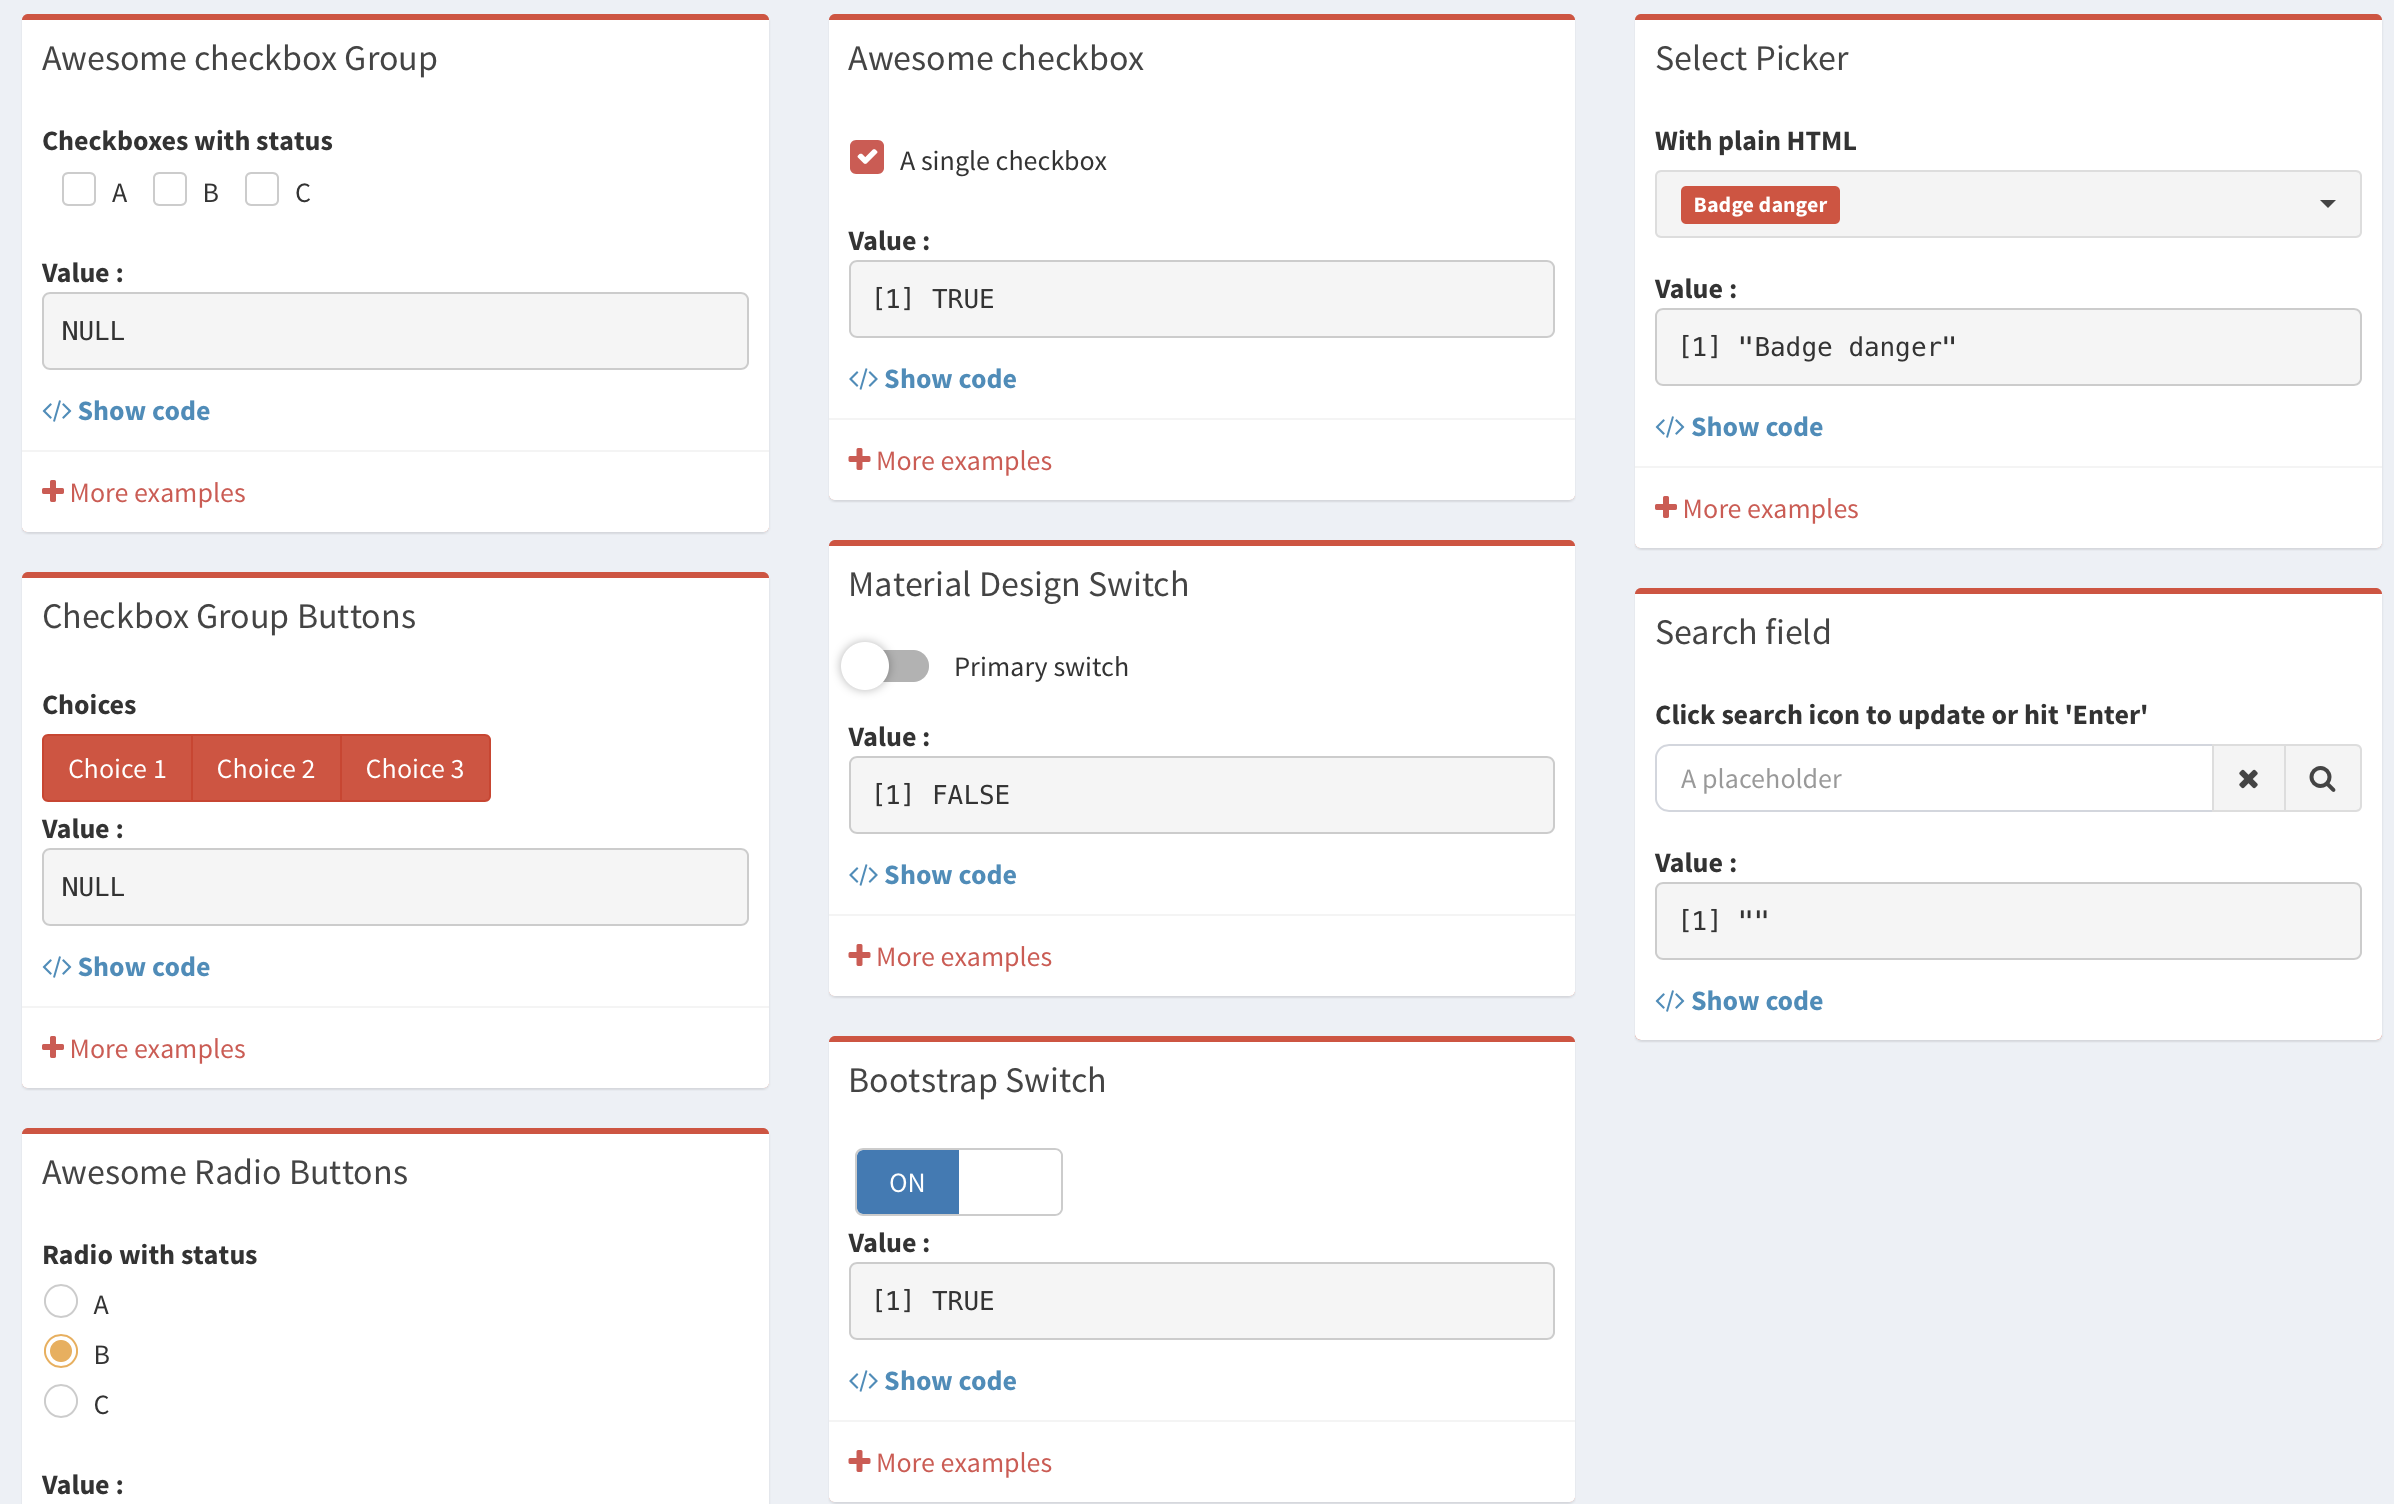 Awesome checkbox Group
Checkboxes with status
A B C
Value :
NULL
</> Show code
+ More examples
Checkbox Group Buttons
Choices
Choice 1 Choice 2 Choice 3
Value :
NULL
</> Show code
+ More examples
Awesome Radio Buttons
Radio with status
A
B
C
Value :
Awesome checkbox
A single checkbox
Value :
[1] TRUE
</> Show code
+ More examples
Material Design Switch
Primary switch
Value :
[1] FALSE
</> Show code
+ More examples
Bootstrap Switch
ON
Value :
[1] TRUE
</> Show code
+ More examples
Select Picker
With plain HTML
Badge danger
Value :
[1] "Badge danger"
</> Show code
+ More examples
Search field
Click search icon to update or hit 'Enter'
A placeholder
Value :
[1] ""
</> Show code